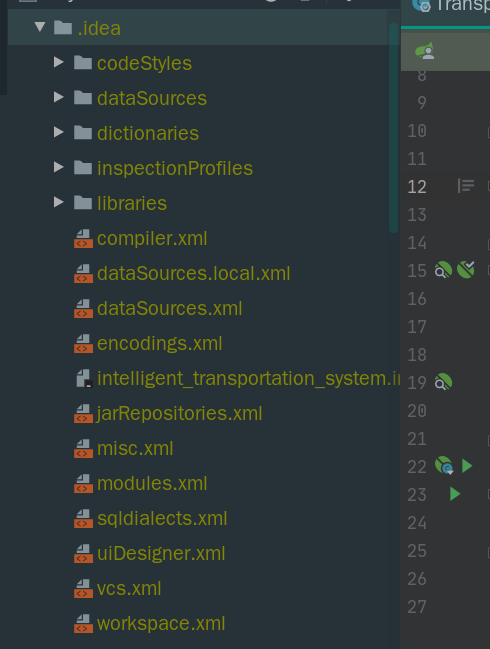 .idea
codeStyles
dataSources
dictionaries
inspectionProfiles
libraries
compiler.xml
dataSources.local.xml
dataSources.xml
encodings.xml
intelligent_transportation_system.i
jarRepositories.xml
misc.xml
modules.xml
sqldialects.xml
uiDesigner.xml
vcs.xml
workspace.xml
Transp
8
9
10
11
12
13
14
15
16
17
18
19
20
21
22
23
24
25
26
27